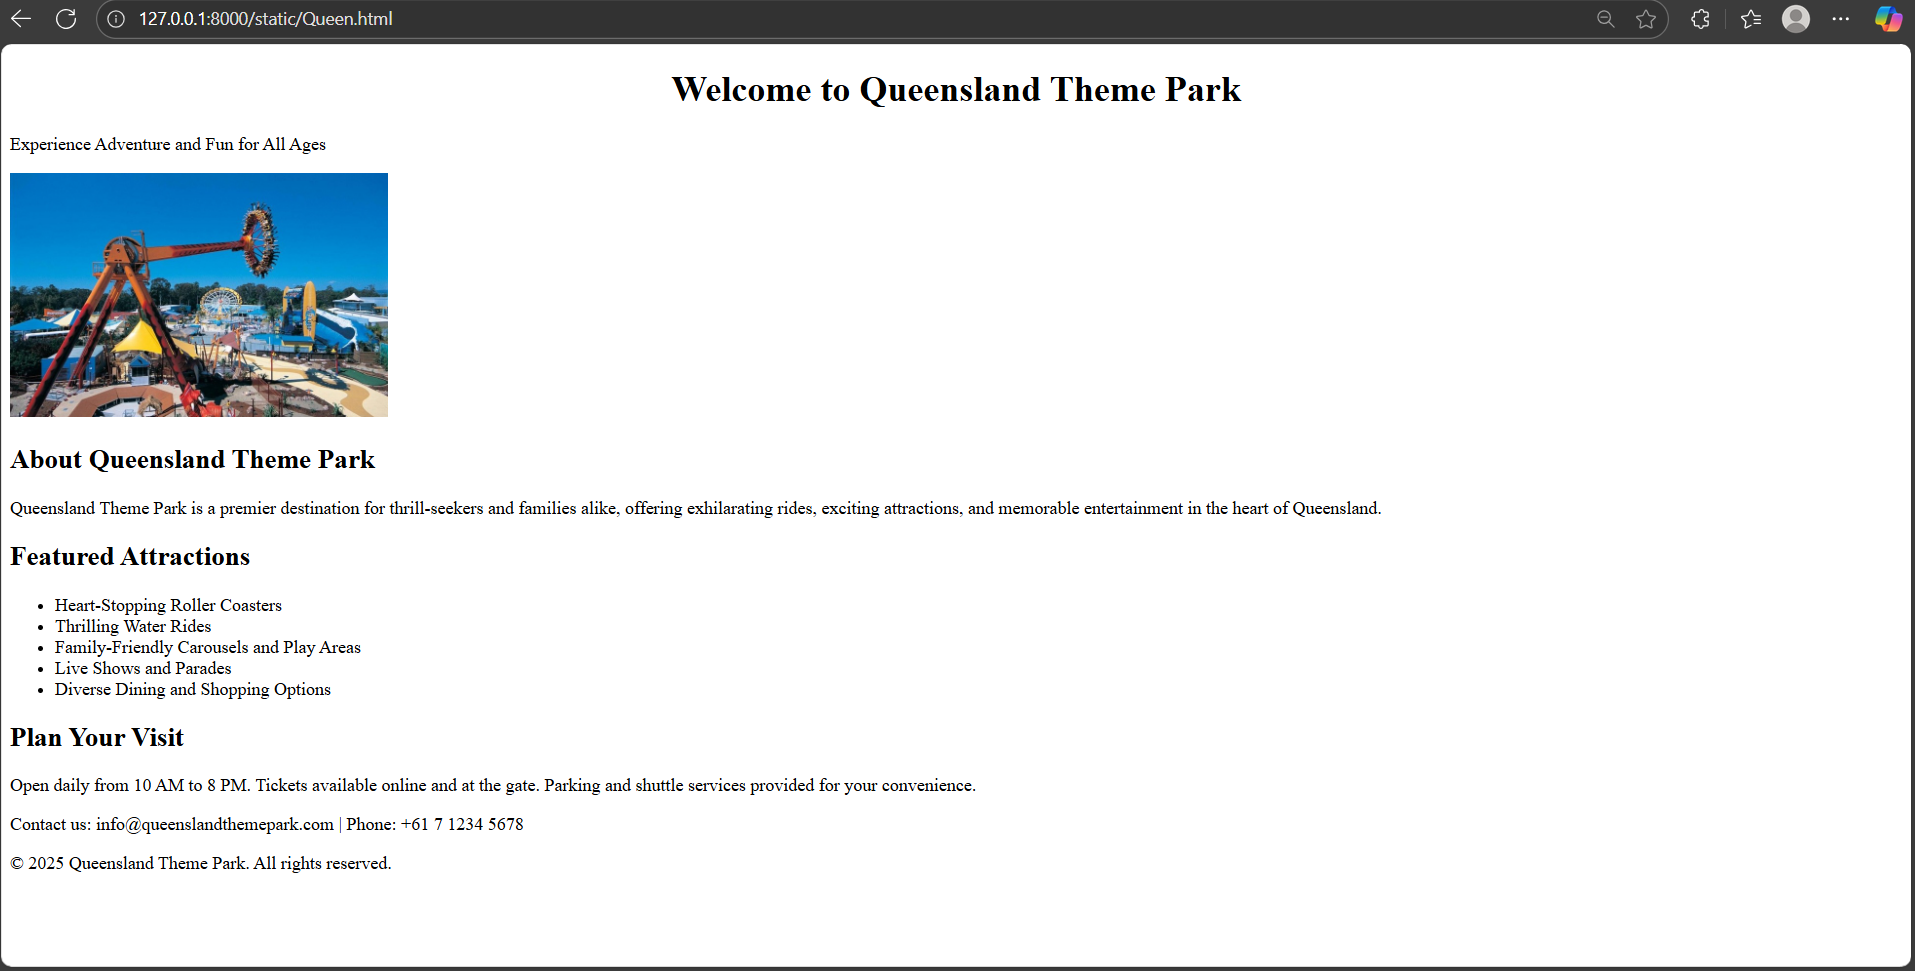 127.0.0.1:8000/static/Queen.html
Welcome to Queensland Theme Park
Experience Adventure and Fun for All Ages
About Queensland Theme Park
Queensland Theme Park is a premier destination for thrill-seekers and families alike, offering exhilarating rides, exciting attractions, and memorable entertainment in the heart of Queensland.
Featured Attractions
• Heart-Stopping Roller Coasters
• Thrilling Water Rides
• Family-Friendly Carousels and Play Areas
• Live Shows and Parades
• Diverse Dining and Shopping Options
Plan Your Visit
Open daily from 10 AM to 8 PM. Tickets available online and at the gate. Parking and shuttle services provided for your convenience.
Contact us: info@queenslandthemepark.com | Phone: +61 7 1234 5678
© 2025 Queensland Theme Park. All rights reserved.